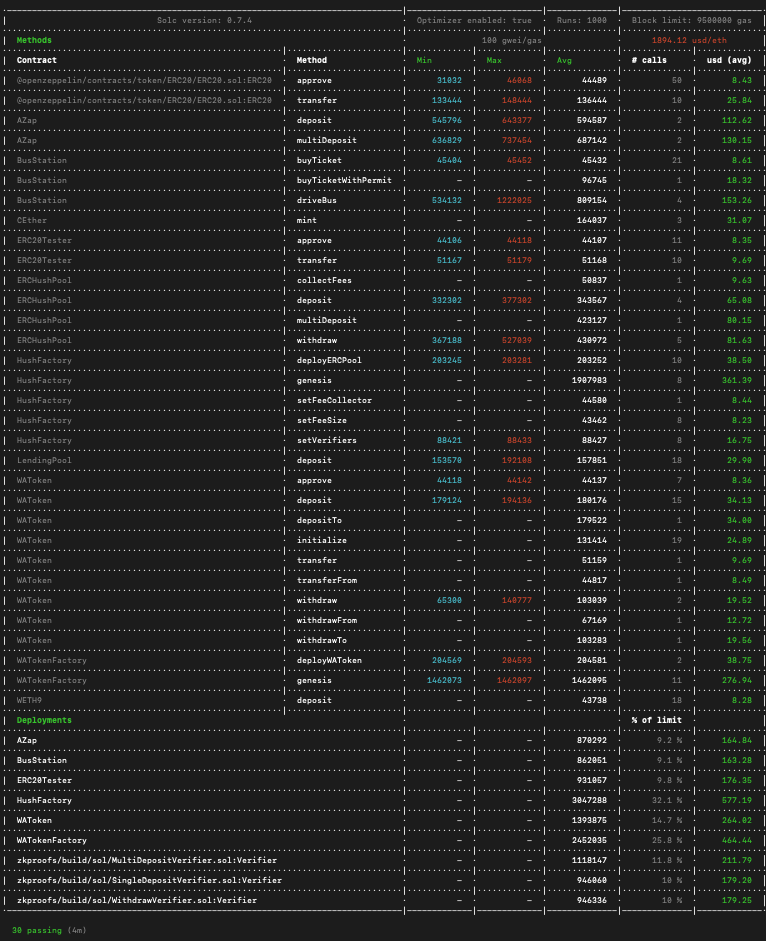 Solc version: 0.7.4 Optimizer enabled: true Runs: 1000 Block limit: 9500000 gas
Methods 100 gwei/gas 1894.12 usd/eth
Contract Method Min Max Avg # calls usd (avg)
@openzeppelin/contracts/token/ERC20/ERC20.sol:ERC20 approve 31032 46068 44489 50 8.43
@openzeppelin/contracts/token/ERC20/ERC20.sol:ERC20 transfer 133444 148444 136444 10 25.84
AZap deposit 545796 643377 594587 2 112.62
AZap multiDeposit 636829 737454 687142 2 130.15
BusStation buyTicket 45404 45452 45432 21 8.61
BusStation buyTicketWithPermit – – 96745 1 18.32
BusStation driveBus 534132 1222025 809154 4 153.26
CEther mint – – 164037 3 31.07
ERC20Tester approve 44106 44118 44107 11 8.35
ERC20Tester transfer 51167 51179 51168 10 9.69
ERCHushPool collectFees – – 50837 1 9.63
ERCHushPool deposit 332302 377302 343567 4 65.08
ERCHushPool multiDeposit – – 423127 1 80.15
ERCHushPool withdraw 367188 527039 430972 5 81.63
HushFactory deployERCPool 203245 203281 203252 10 38.50
HushFactory genesis – – 1907983 8 361.39
HushFactory setFeeCollector – – 44580 1 8.44
HushFactory setFeeSize – – 43462 8 8.23
HushFactory setVerifiers 88421 88433 88427 8 16.75
LendingPool deposit 153570 192108 157851 18 29.90
WAToken approve 44118 44142 44137 7 8.36
WAToken deposit 179124 194136 180176 15 34.13
WAToken depositTo – – 179522 1 34.00
WAToken initialize – – 131414 19 24.89
WAToken transfer – – 51159 1 9.69
WAToken transferFrom – – 44817 1 8.49
WAToken withdraw 65300 140777 103039 2 19.52
WAToken withdrawFrom – – 67169 1 12.72
WAToken withdrawTo – – 103283 1 19.56
WATokenFactory deployWAToken 204569 204593 204581 2 38.75
WATokenFactory genesis 1462073 1462097 1462095 11 276.94
WETH9 deposit – – 43738 18 8.28
Deployments % of limit
AZap – – 870292 9.2 % 164.84
BusStation – – 862051 9.1 % 163.28
ERC20Tester – – 931057 9.8 % 176.35
HushFactory – – 3047288 32.1 % 577.19
WAToken – – 1393875 14.7 % 264.02
WATokenFactory – – 2452035 25.8 % 464.44
zkproofs/build/sol/MultiDepositVerifier.sol:Verifier – – 1118147 11.8 % 211.79
zkproofs/build/sol/SingleDepositVerifier.sol:Verifier – – 946060 10 % 179.20
zkproofs/build/sol/WithdrawVerifier.sol:Verifier – – 946336 10 % 179.25
30 passing (4m)